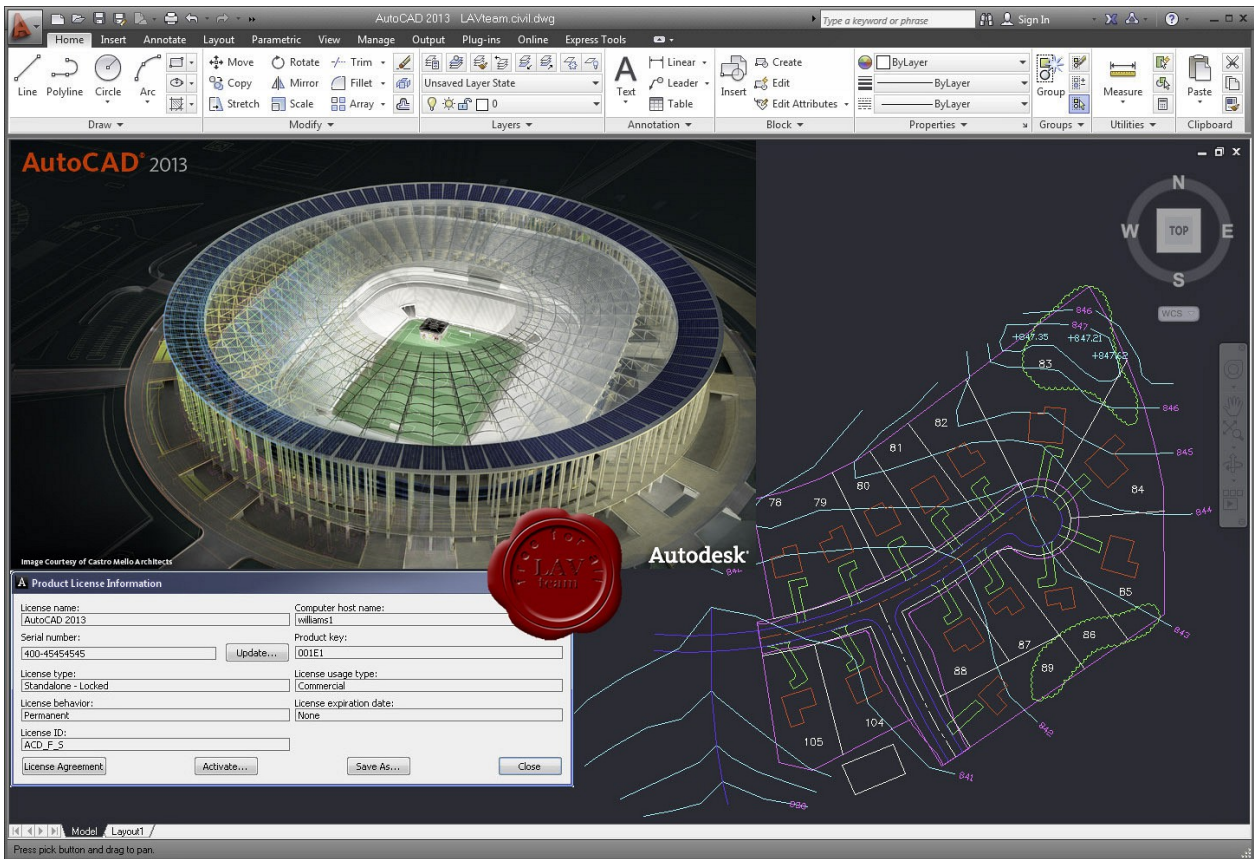 AutoCAD 2013 LAVteam.civil.dwg
Type a keyword or phrase
Sign In
Home Insert Annotate Layout Parametric View Manage Output Plug-ins Online Express Tools
Line Polyline Circle Arc
Move Rotate Trim
Copy Mirror Fillet
Stretch Scale Array
Unsaved Layer State
0
Text
Linear
Leader
Table
Insert
Create
Edit
Edit Attributes
ByLayer
ByLayer
ByLayer
Group
Measure
Paste
Draw Modify Layers Annotation Block Properties Groups Utilities Clipboard
AutoCAD® 2013
N
W TOP E
S
WCS
846
847
+847.35 +847.21
+847.62
83
846
82
845
81
80
84
78 79
844
Image Courtesy of Castro Mello Architects
Autodesk®
LAV
team
85
843
86
87
88
89
842
104
105
841
Product License Information
License name:
AutoCAD 2013
Computer host name:
williams1
Serial number:
400-45454545
Update...
Product key:
001E1
License type:
Standalone - Locked
License usage type:
Commercial
License behavior:
Permanent
License expiration date:
None
License ID:
ACD_F_S
License Agreement Activate... Save As... Close
Model Layout1
Press pick button and drag to pan.